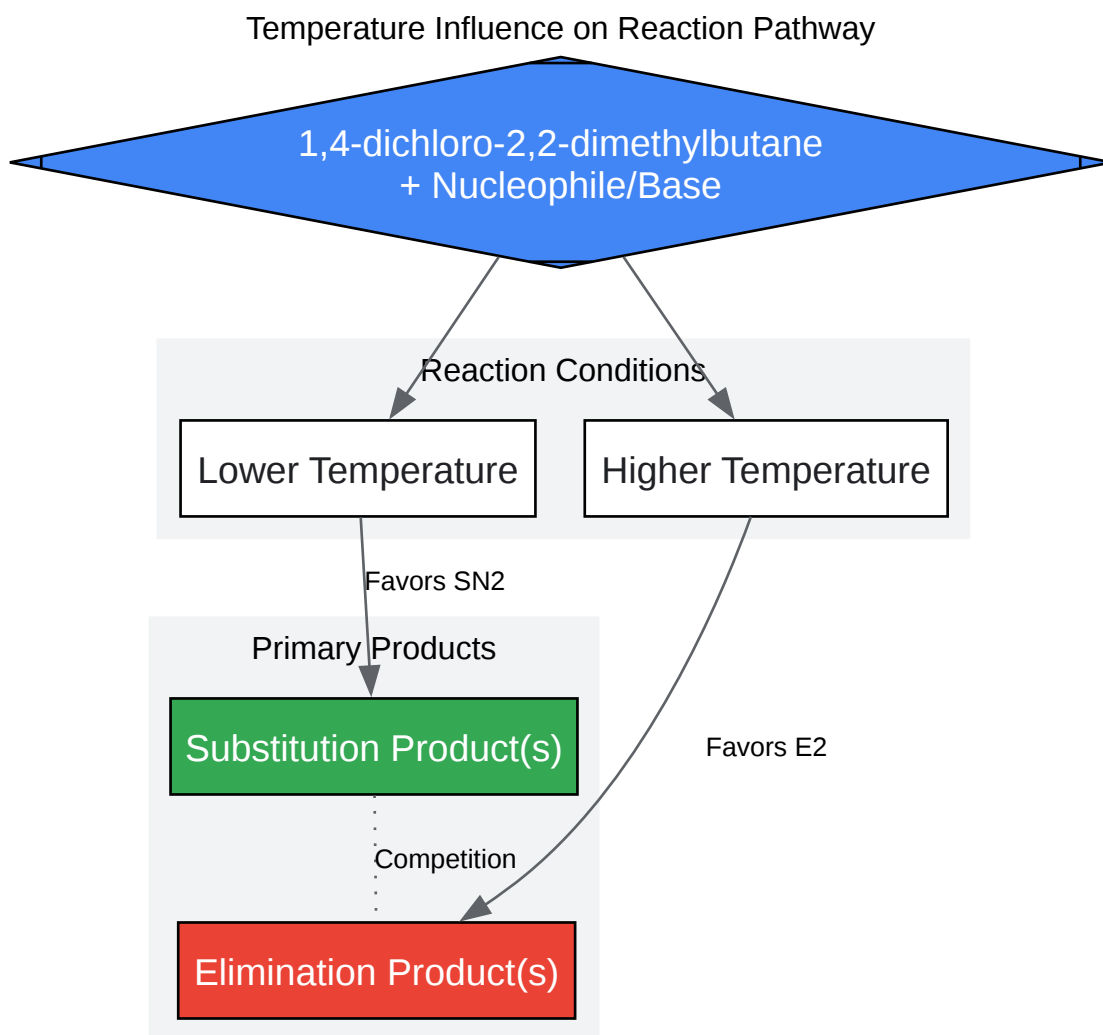 Temperature Influence on Reaction Pathway
1,4-dichloro-2,2-dimethylbutane
+ Nucleophile/Base
Reaction Conditions
Lower Temperature
Higher Temperature
Favors SN2
Primary Products
Substitution Product(s)
Favors E2
Competition
Elimination Product(s)